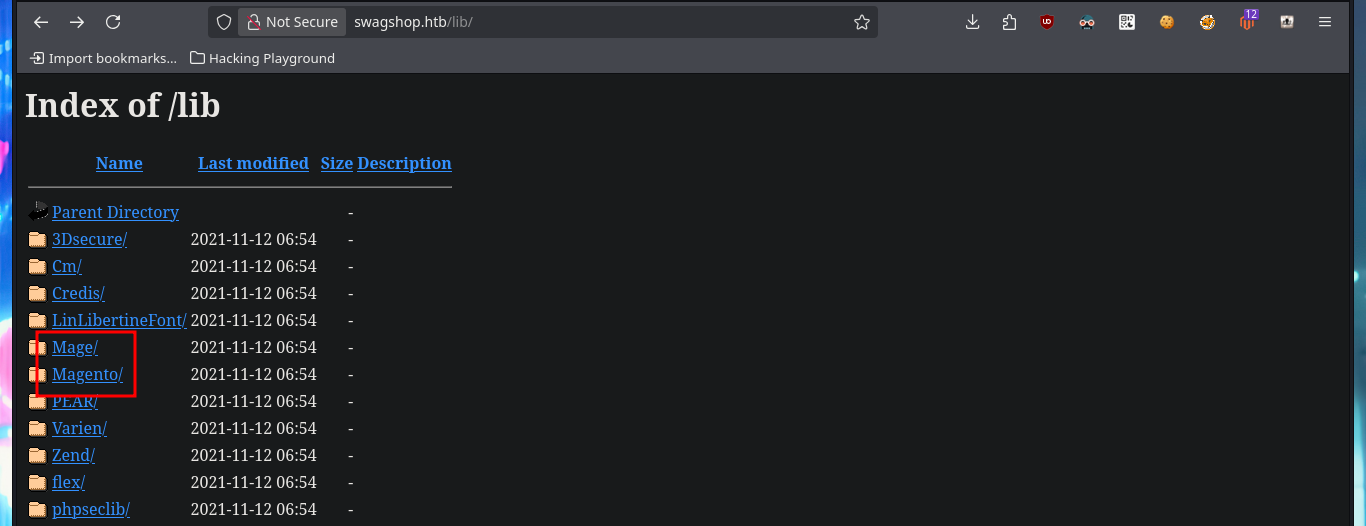 Not Secure swagshop.htb/lib/ 12
Import bookmarks... Hacking Playground
Index of /lib
Name Last modified Size Description
Parent Directory -
3Dsecure/ 2021-11-12 06:54 -
Cm/ 2021-11-12 06:54 -
Credis/ 2021-11-12 06:54 -
LinLibertineFont/ 2021-11-12 06:54 -
Mage/ 2021-11-12 06:54 -
Magento/ 2021-11-12 06:54 -
PEAR/ 2021-11-12 06:54 -
Varien/ 2021-11-12 06:54 -
Zend/ 2021-11-12 06:54 -
flex/ 2021-11-12 06:54 -
phpseclib/ 2021-11-12 06:54 -